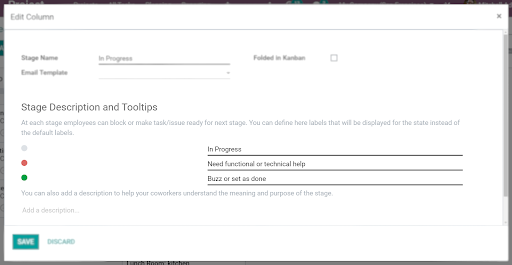 Edit Column
×
Stage Name In Progress Folded in Kanban
Email Template
Stage Description and Tooltips
At each stage employees can block or make task/issue ready for next stage. You can define here labels that will be displayed for the state instead of
the default labels.
In Progress
Need functional or technical help
Buzz or set as done
You can also add a description to help your coworkers understand the meaning and purpose of the stage.
Add a description...
SAVE DISCARD
Lunch Room: kitchen